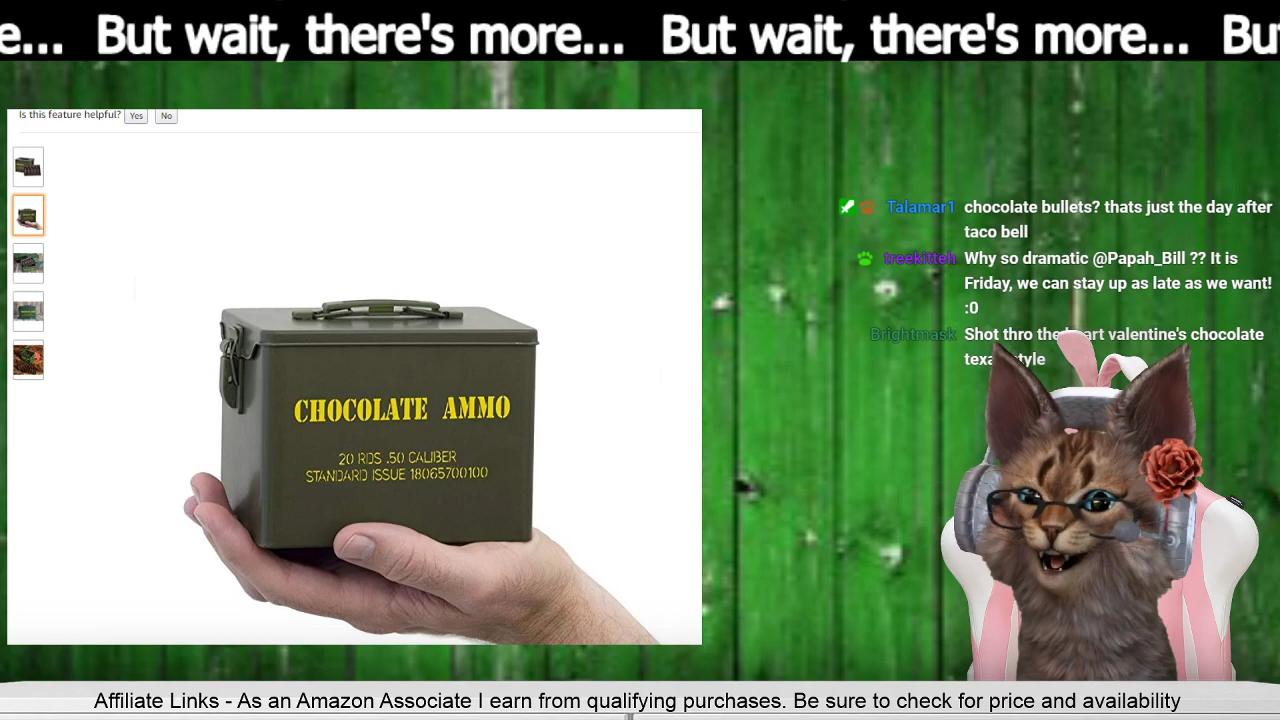 e... But wait, there's more... But wait, there's more... Bu
Is this feature helpful? Yes No
CHOCOLATE AMMO
20 RDS .50 CALIBER
STANDARD ISSUE 18065700100
Talamar1 chocolate bullets? thats just the day after
taco bell
treekitteh Why so dramatic @Papah_Bill ?? It is
Friday, we can stay up as late as we want!
:0
Brightmask Shot thro the valentine's chocolate
Affiliate Links - As an Amazon Associate I earn from qualifying purchases. Be sure to check for price and availability